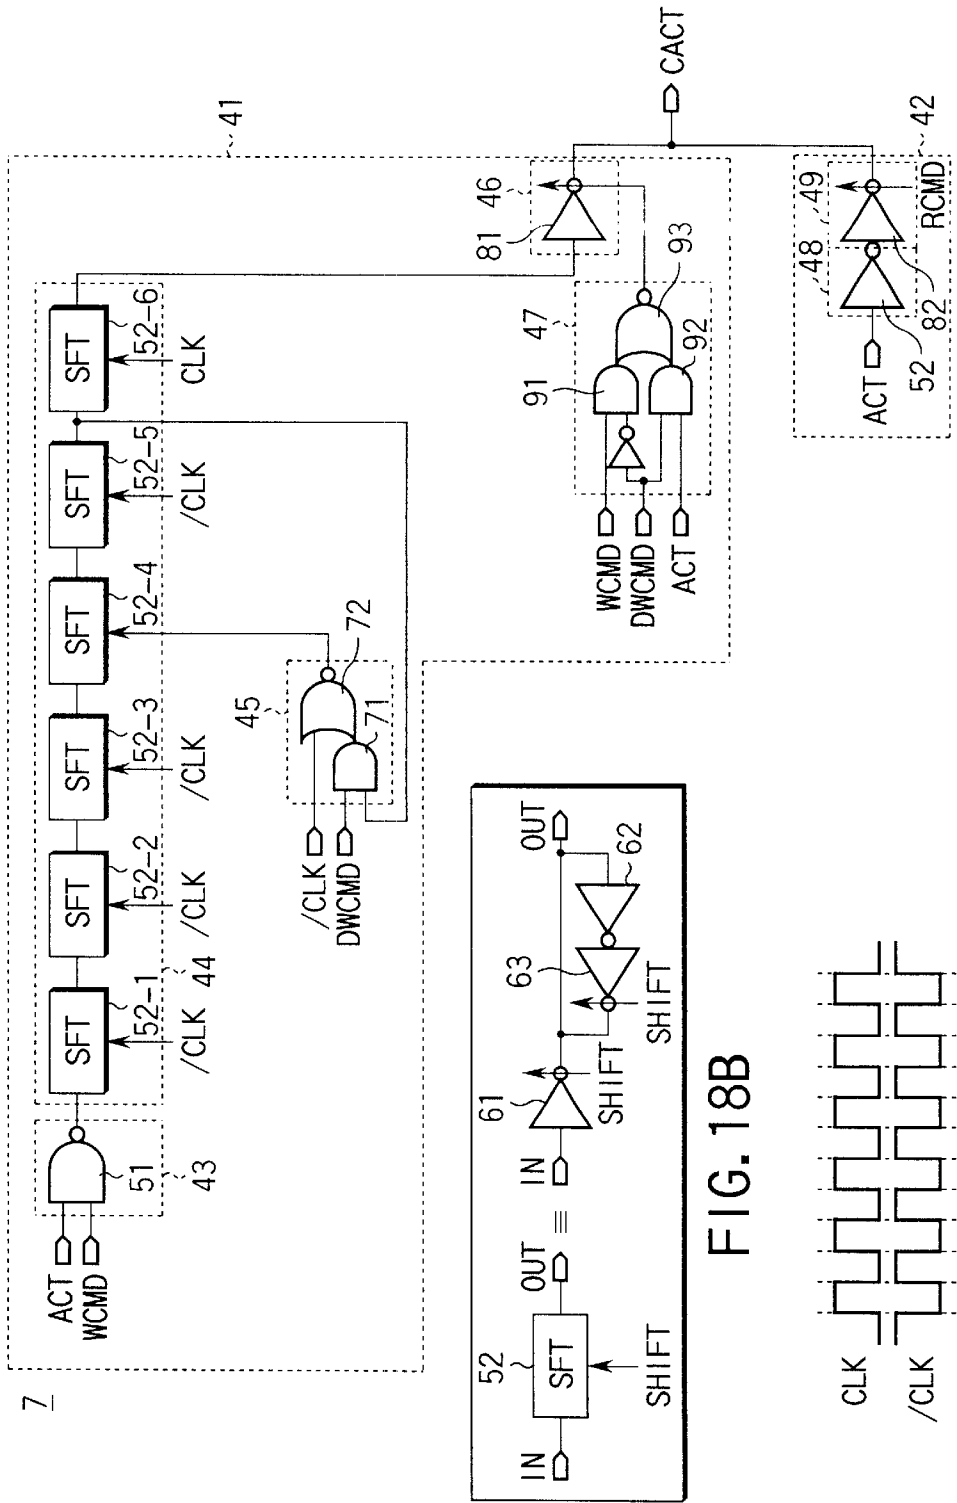 7
41
ACT
WCMD
51
43
SFT
SFT
SFT
SFT
SFT
SFT
52-1
52-2
52-3
52-4
52-5
52-6
44
/CLK
/CLK
/CLK
/CLK
CLK
45
72
71
/CLK
DWCMD
81
46
47
91
93
92
WCMD
DWCMD
ACT
CACT
48
49
ACT
52
82
RCMD
42
IN
52
SFT
OUT
SHIFT
≡
IN
61
SHIFT
63
SHIFT
62
OUT
FIG. 18B
CLK
/CLK